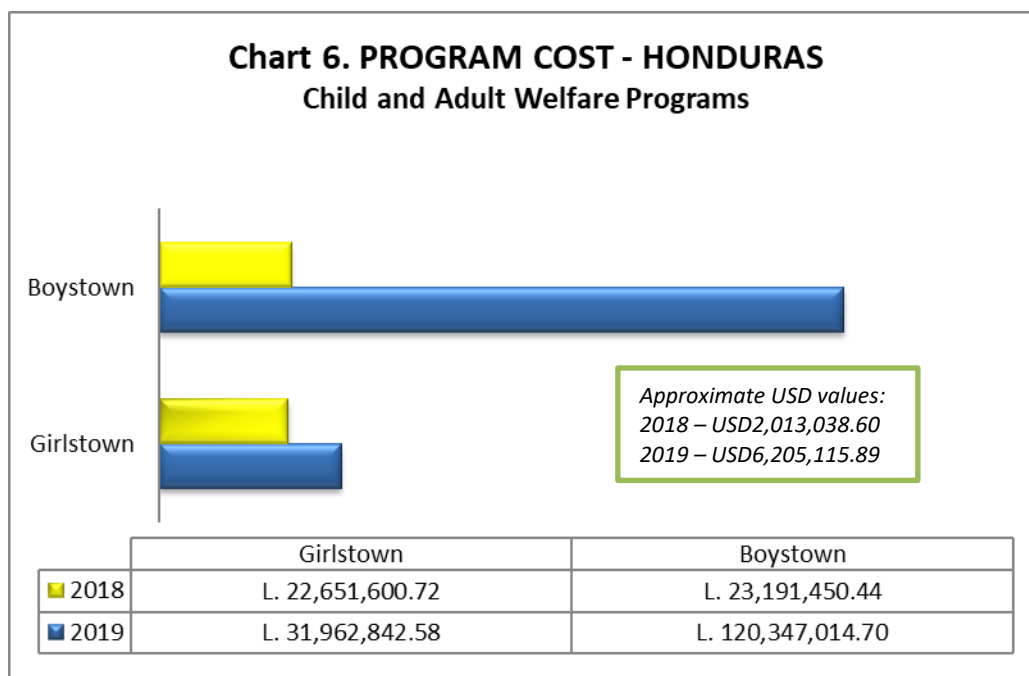 Chart 6. PROGRAM COST - HONDURAS
Child and Adult Welfare Programs
Boystown
Girlstown
Approximate USD values:
2018 – USD2,013,038.60
2019 – USD6,205,115.89
Girlstown Boystown
2018 L. 22,651,600.72 L. 23,191,450.44
2019 L. 31,962,842.58 L. 120,347,014.70